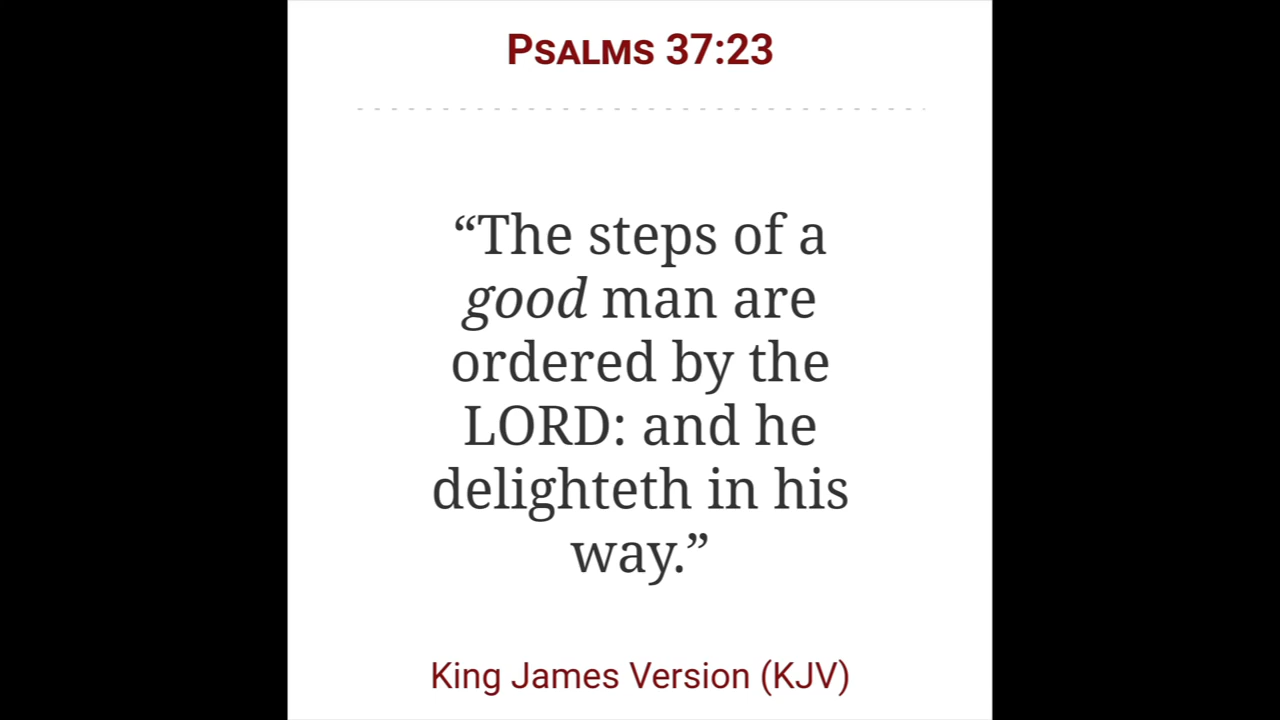 PSALMS 37:23
“The steps of a
good man are
ordered by the
LORD: and he
delighteth in his
way.”
King James Version (KJV)